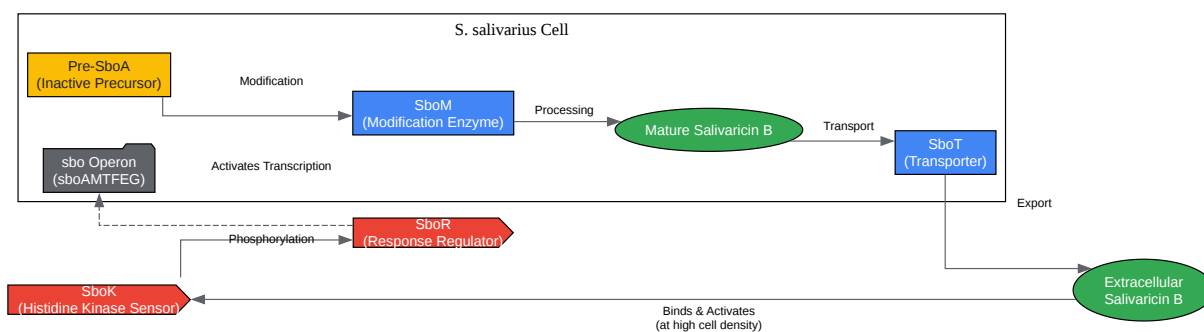 S. salivarius Cell
Pre-SboA
(Inactive Precursor)
Modification
SboM
(Modification Enzyme)
Processing
Mature Salivaricin B
Transport
SboT
(Transporter)
sbo Operon
(sboAMTFEG)
Activates Transcription
Export
SboR
(Response Regulator)
Phosphorylation
SboK
(Histidine Kinase Sensor)
Extracellular
Salivaricin B
Binds & Activates
(at high cell density)